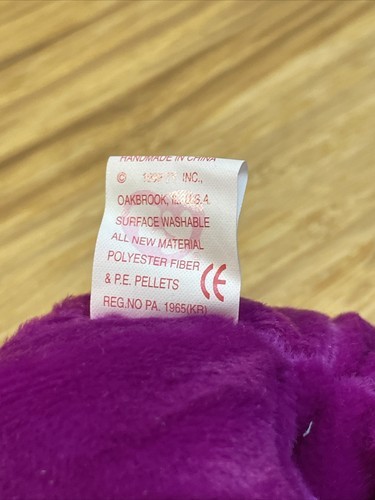 HANDMADE IN CHINA
© INC.,
OAKBROOK, U.S.A.
SURFACE WASHABLE
ALL NEW MATERIAL
POLYESTER FIBER
& P.E. PELLETS
CE
REG.NO PA. 1965(KR)